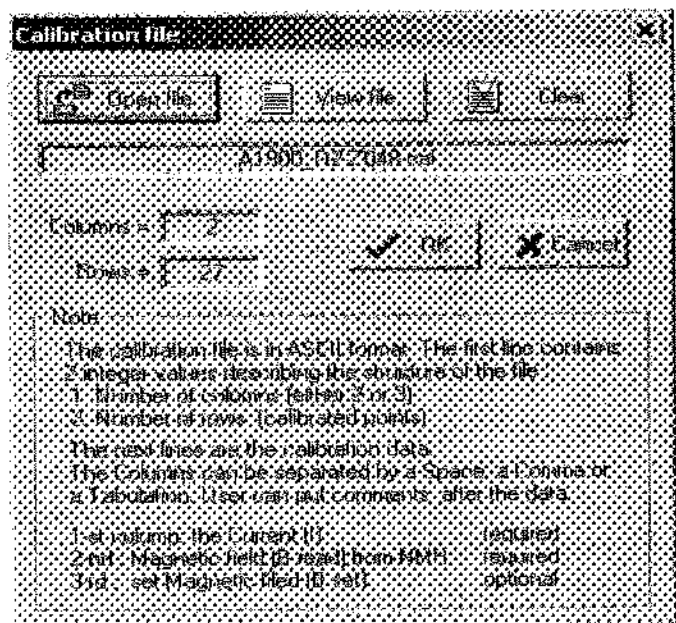 Calibration file
Open file View file Clear
Columns = 2
OK Cancel
Rows = 27
Note
The calibration file is in ASCII format. The first line contains
2 integer values describing the structure of the file
1. Number of columns (either 2 or 3)
2. Number of rows (calibrated points)
The next lines are the calibration data.
The Columns can be separated by a Space, a Comma or
a Tabulation. User can put comments after the data.
1-st column: the Current (I) required
2-nd : Magnetic field (B-read) from NMR required
3-rd : set Magnetic filed (B-set) optional